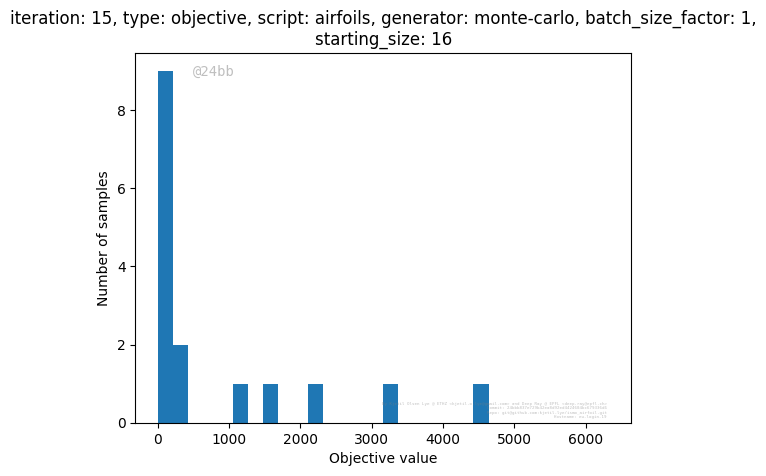 iteration: 15, type: objective, script: airfoils, generator: monte-carlo, batch_size_factor: 1,
starting_size: 16
@24bb
8
6
4
2
0
Number of samples
0 1000 2000 3000 4000 5000 6000
Objective value